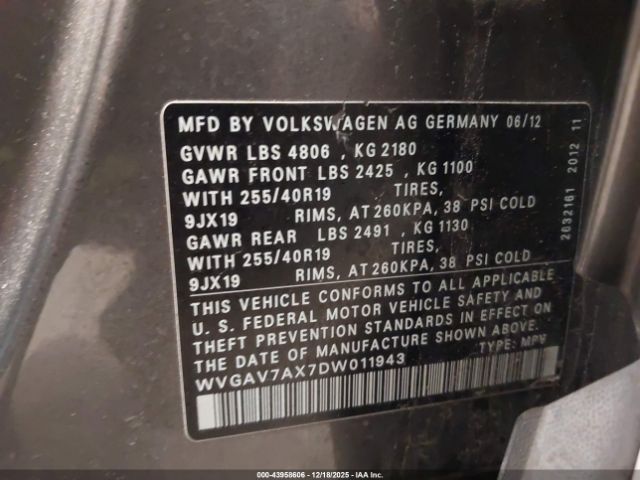 MFD BY VOLKSWAGEN AG GERMANY 06/12
GVWR LBS 4806 , KG 2180
GAWR FRONT LBS 2425 , KG 1100
WITH 255/40R19 TIRES,
9JX19 RIMS, AT 260KPA, 38 PSI COLD
GAWR REAR LBS 2491 , KG 1130
WITH 255/40R19 TIRES,
9JX19 RIMS, AT 260KPA, 38 PSI COLD
THIS VEHICLE CONFORMS TO ALL APPLICABLE
U. S. FEDERAL MOTOR VEHICLE SAFETY AND
THEFT PREVENTION STANDARDS IN EFFECT ON
THE DATE OF MANUFACTURE SHOWN ABOVE.
WVGAV7AX7DW011943 TYPE: MPV
2632161 2012 11
000-43958606 - 12/18/2025 - IAA Inc.